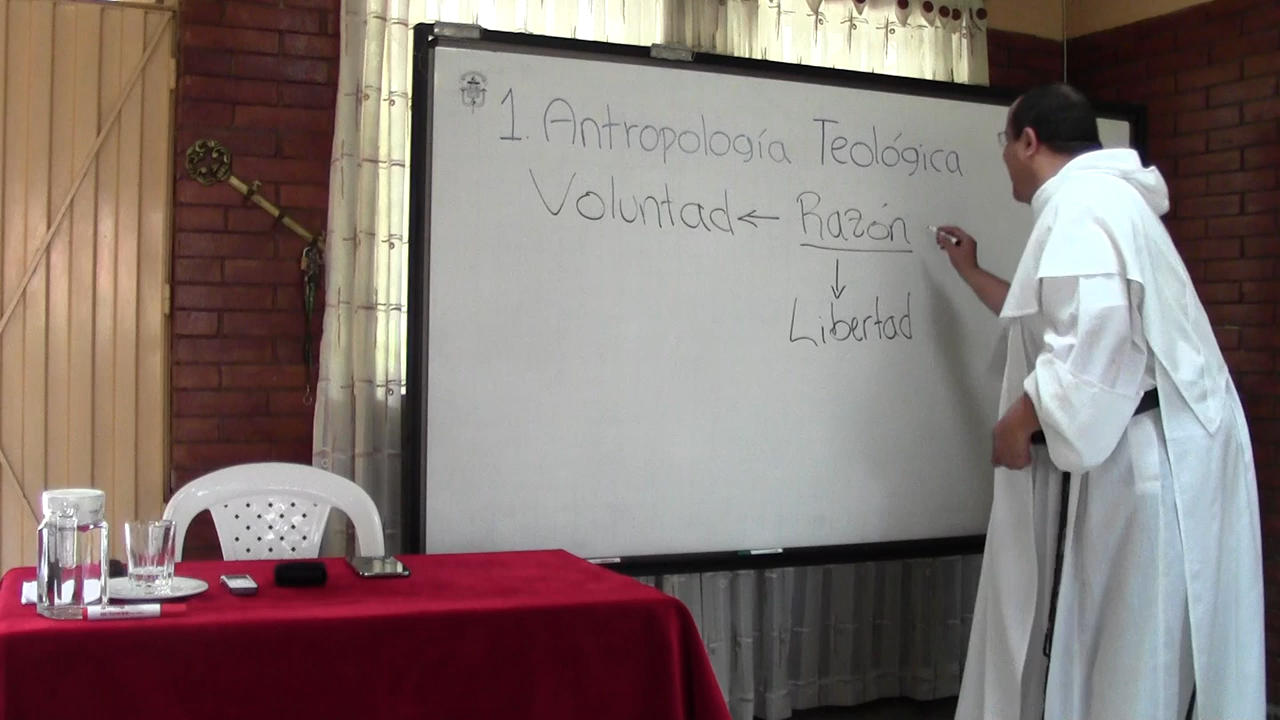 1. Antropología Teológica
Voluntad ← Razón
↓
Libertad